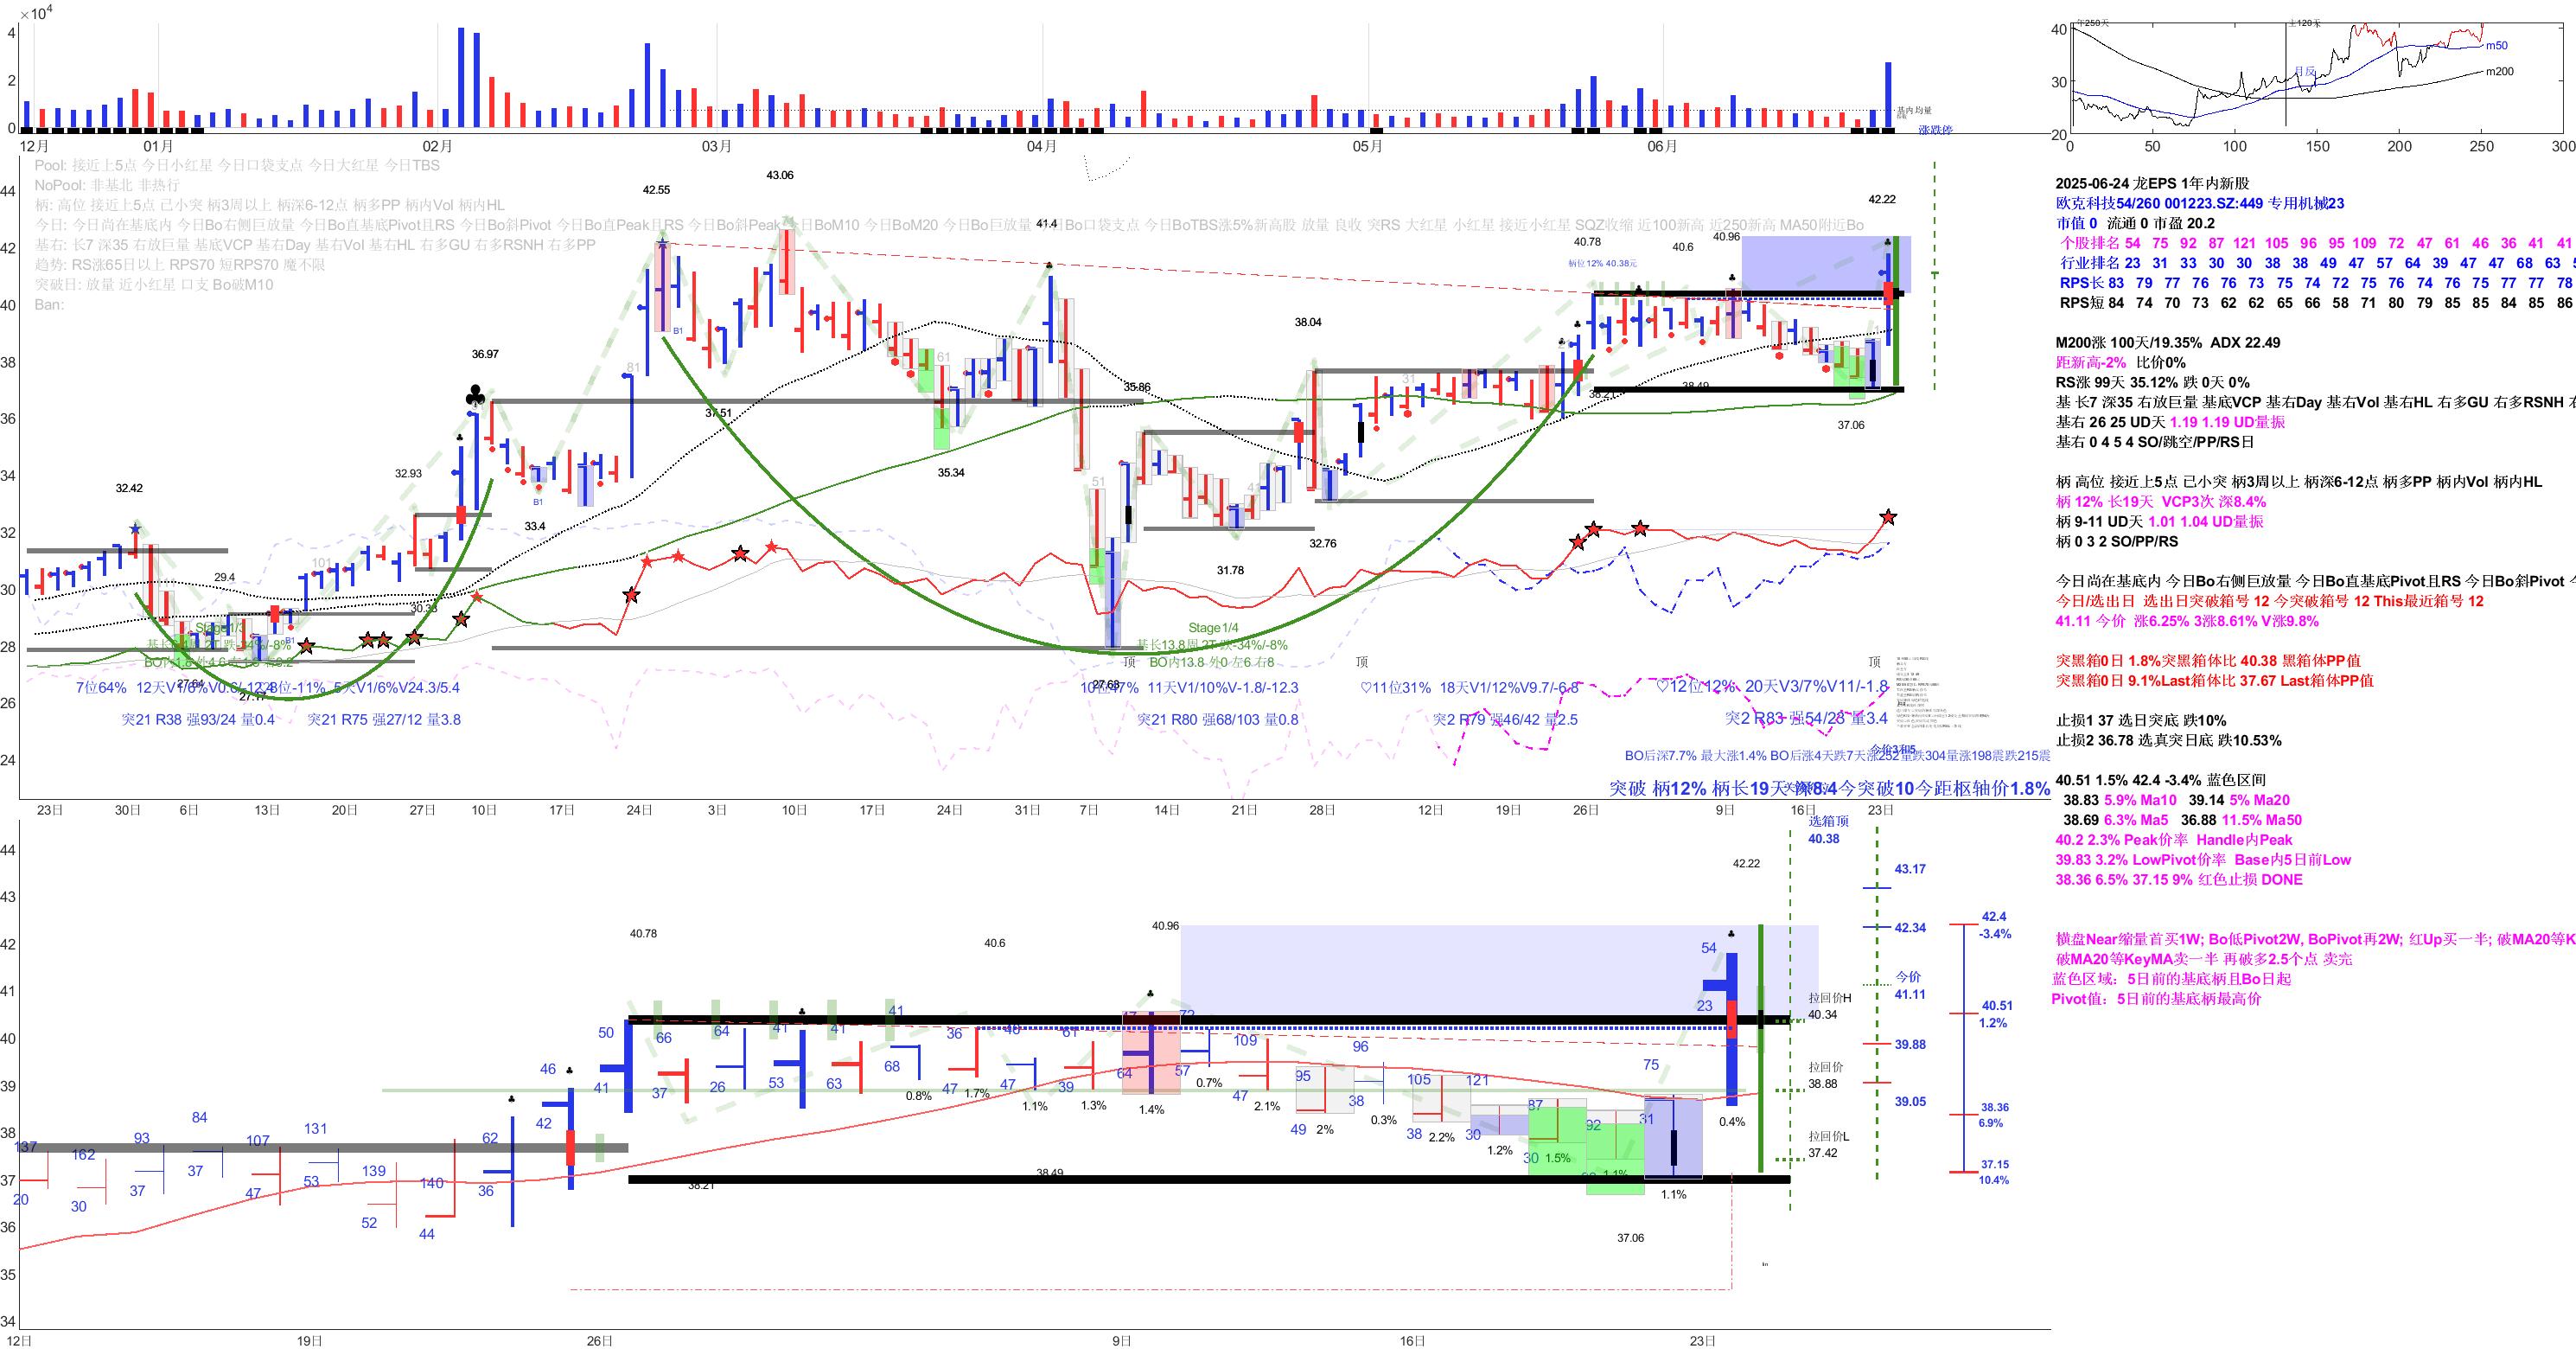 ×10⁴
4
2
0
12月 01月 02月 03月 04月 05月 06月
基内均量
涨跌停
40
30
20
年250天
主120天
月反
m50
m200
0 50 100 150 200 250 300
Pool: 接近上5点 今日小红星 今日口袋支点 今日大红星 今日TBS
NoPool: 非基北 非热行
柄: 高位 接近上5点 己小突 柄3周以上 柄深6-12点 柄多PP 柄内Vol 柄内HL
今日: 今日尚在基底内 今日Bo右侧巨放量 今日Bo直基底Pivot且RS 今日Bo斜Pivot 今日Bo直Peak且RS 今日Bo斜Peak 今日BoM10 今日BoM20 今日Bo巨放量 今日Bo口袋支点 今日BoTBS涨5%新高股 放量 良收 突RS 大红星 小红星 接近小红星 SQZ收缩 近100新高 近250新高 MA50附近Bo
基右: 长7 深35 右放巨量 基底VCP 基右Day 基右Vol 基右HL 右多GU 右多RSNH 右多PP
趋势: RS涨65日以上 RPS70 短RPS70 魔不限
突破日: 放量 近小红星 口支 Bo破M10
Ban:
44
42
40
38
36
34
32
30
28
26
24
32.42
29.4
32.93
30.33
36.97
33.4
42.55
37.51
43.06
35.34
41.4
35.86
27.63
31.78
38.04
32.76
38.21
40.78
柄位12% 40.38元
40.6
38.49
40.96
37.06
42.22
27.64
101
81
61
51
41
31
B1
B1
B1
Stage1/3
Stage1/4
基长13.8周 2T 跌-34%/-8%
BO内13.8 外0 左6 右8
顶
顶
顶
7位64% 12天V1/6%V0.6/-12.4
8位-11% 5天V1/6%V24.3/5.4
突21 R38 强93/24 量0.4
突21 R75 强27/12 量3.8
10位47% 11天V1/10%V-1.8/-12.3
突21 R80 强68/103 量0.8
♡11位31% 18天V1/12%V9.7/-6.8
突2 R79 强46/42 量2.5
♡12位12% 20天V3/7%V11/-1.8
突2 R83 强54/23 量3.4
BO后深7.7% 最大涨1.4% BO后涨4天跌7天涨252量跌304量涨198震跌215震
突破 柄12% 柄长19天 深8.4今突破10今距枢轴价1.8%
23日 30日 6日 13日 20日 27日 10日 17日 24日 3日 10日 17日 24日 31日 7日 14日 21日 28日 12日 19日 26日 9日 16日 23日
2025-06-24 龙EPS 1年内新股
欧克科技54/260 001223.SZ:449 专用机械23
市值 0 流通 0 市盈 20.2
个股排名 54 75 92 87 121 105 96 95 109 72 47 61 46 36 41 41
行业排名 23 31 33 30 30 38 38 49 47 57 64 39 47 47 68 63
RPS长 83 79 77 76 76 73 75 74 72 75 76 74 76 75 77 77 78
RPS短 84 74 70 73 62 62 65 66 58 71 80 79 85 85 84 85 86
M200涨 100天/19.35% ADX 22.49
距新高-2% 比价0%
RS涨 99天 35.12% 跌 0天 0%
基 长7 深35 右放巨量 基底VCP 基右Day 基右Vol 基右HL 右多GU 右多RSNH
基右 26 25 UD天 1.19 1.19 UD量振
基右 0 4 5 4 SO/跳空/PP/RS日
柄 高位 接近上5点 己小突 柄3周以上 柄深6-12点 柄多PP 柄内Vol 柄内HL
柄 12% 长19天 VCP3次 深8.4%
柄 9-11 UD天 1.01 1.04 UD量振
柄 0 3 2 SO/PP/RS
今日尚在基底内 今日Bo右侧巨放量 今日Bo直基底Pivot且RS 今日Bo斜Pivot
今日/选出日 选出日突破箱号 12 今突破箱号 12 This最近箱号 12
41.11 今价 涨6.25% 3涨8.61% V涨9.8%
突黑箱0日 1.8%突黑箱体比 40.38 黑箱体PP值
突黑箱0日 9.1%Last箱体比 37.67 Last箱体PP值
止损1 37 选日突底 跌10%
止损2 36.78 选真突日底 跌10.53%
40.51 1.5% 42.4 -3.4% 蓝色区间
38.83 5.9% Ma10 39.14 5% Ma20
38.69 6.3% Ma5 36.88 11.5% Ma50
40.2 2.3% Peak价率 Handle内Peak
39.83 3.2% LowPivot价率 Base内5日前Low
38.36 6.5% 37.15 9% 红色止损 DONE
横盘Near缩量首买1W; Bo低Pivot2W, BoPivot再2W; 红Up买一半; 破MA20等K
破MA20等KeyMA卖一半 再破多2.5个点 卖完
蓝色区域：5日前的基底柄且Bo日起
Pivot值：5日前的基底柄最高价
44
43
42
41
40
39
38
37
36
35
34
137 162 93 84 107 131 139 140 62 46 50 66 64 41 41 41 36 48 61 47 72 109 95 96 105 121 87 92 31 75 54
20 30 37 37 47 53 52 44 36 42 41 37 26 53 63 68 47 47 39 64 57 47 49 38 38 30 30 23
0.8% 1.7% 1.1% 1.3% 1.4% 0.7% 2.1% 2% 0.3% 2.2% 1.2% 1.5% 1.1% 1.1% 0.4%
40.78
40.6
40.96
42.22
38.21
38.49
37.06
选箱顶
40.38
拉回价H
40.34
拉回价
38.88
拉回价L
37.42
43.17
42.34
今价
41.11
39.88
39.05
42.4
-3.4%
40.51
1.2%
38.36
6.9%
37.15
10.4%
12日 19日 26日 9日 16日 23日